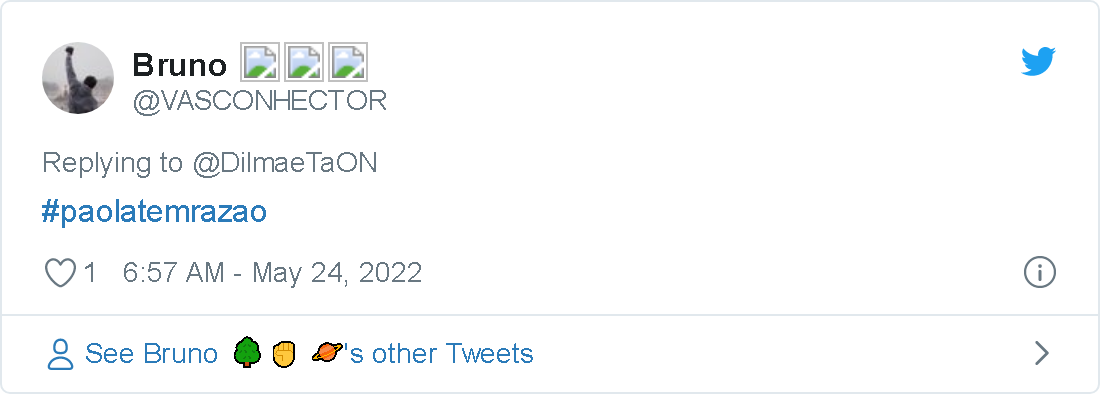 Bruno
@VASCONHECTOR
Replying to @DilmaeTaON
#paolatemrazao
1 6:57 AM - May 24, 2022
See Bruno 🌳✊ 🪐's other Tweets